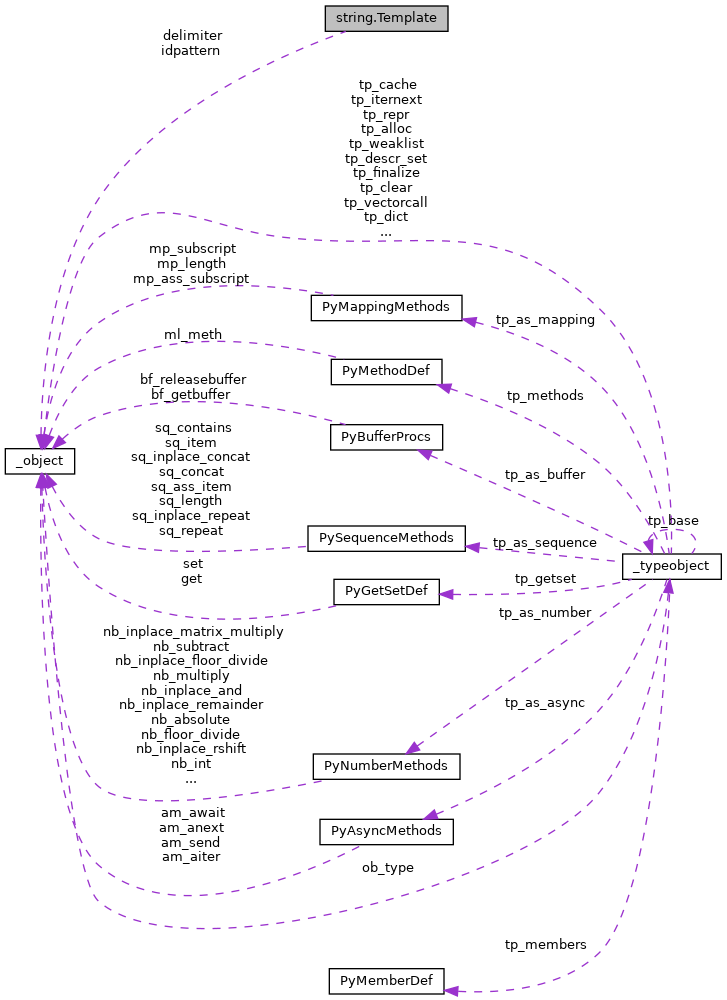 string.Template
delimiter
idpattern
tp_cache
tp_iternext
tp_repr
tp_alloc
tp_weaklist
tp_descr_set
tp_finalize
tp_clear
tp_vectorcall
tp_dict
...
mp_subscript
mp_length
mp_ass_subscript
PyMappingMethods
tp_as_mapping
ml_meth
PyMethodDef
tp_methods
bf_releasebuffer
bf_getbuffer
PyBufferProcs
_object
sq_contains
sq_item
sq_inplace_concat
sq_concat
sq_ass_item
sq_length
sq_inplace_repeat
sq_repeat
tp_as_buffer
PySequenceMethods
tp_as_sequence
tp_base
_typeobject
set
get
PyGetSetDef
tp_getset
tp_as_number
nb_inplace_matrix_multiply
nb_subtract
nb_inplace_floor_divide
nb_multiply
nb_inplace_and
nb_inplace_remainder
nb_absolute
nb_floor_divide
nb_inplace_rshift
nb_int
...
PyNumberMethods
tp_as_async
am_await
am_anext
am_send
am_aiter
PyAsyncMethods
ob_type
tp_members
PyMemberDef